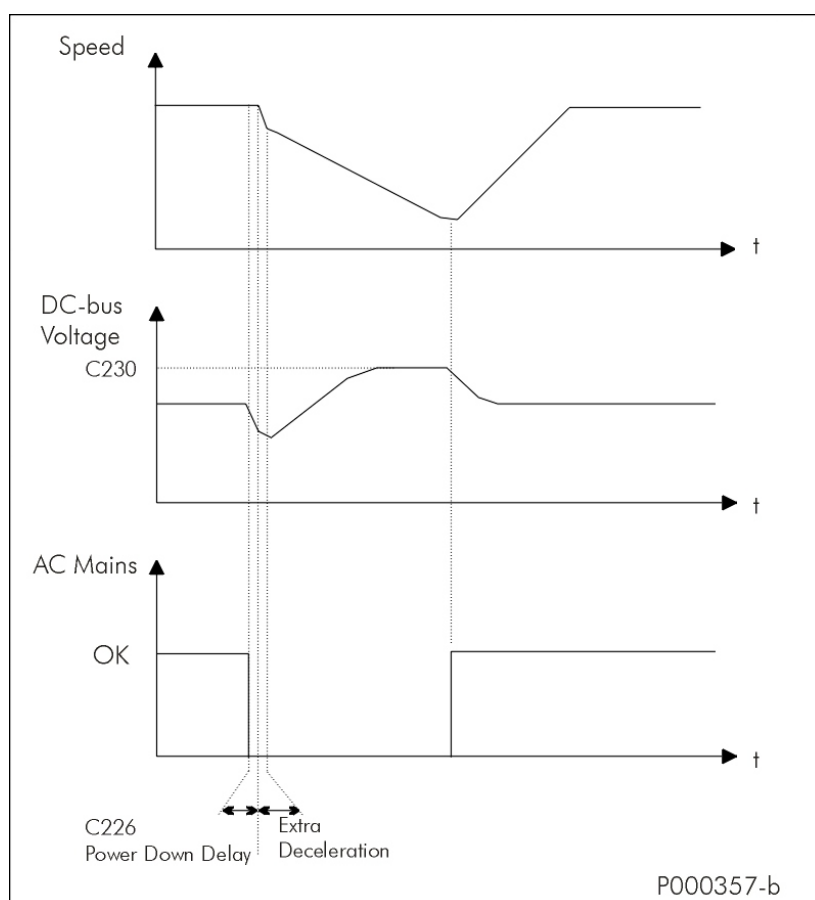 Speed
t
DC-bus
Voltage
C230
t
AC Mains
OK
t
C226
Power Down Delay
Extra
Deceleration
P000357-b